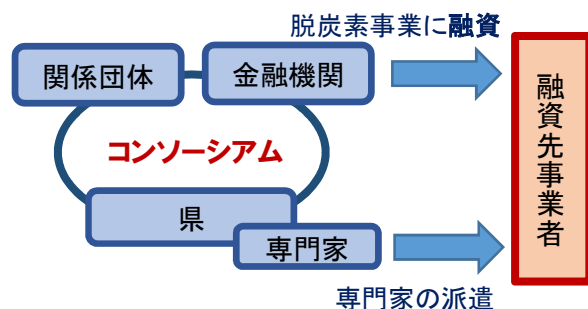 脱炭素事業に融資
関係団体
金融機関
コンソーシアム
県
専門家
専門家の派遣
融資先事業者